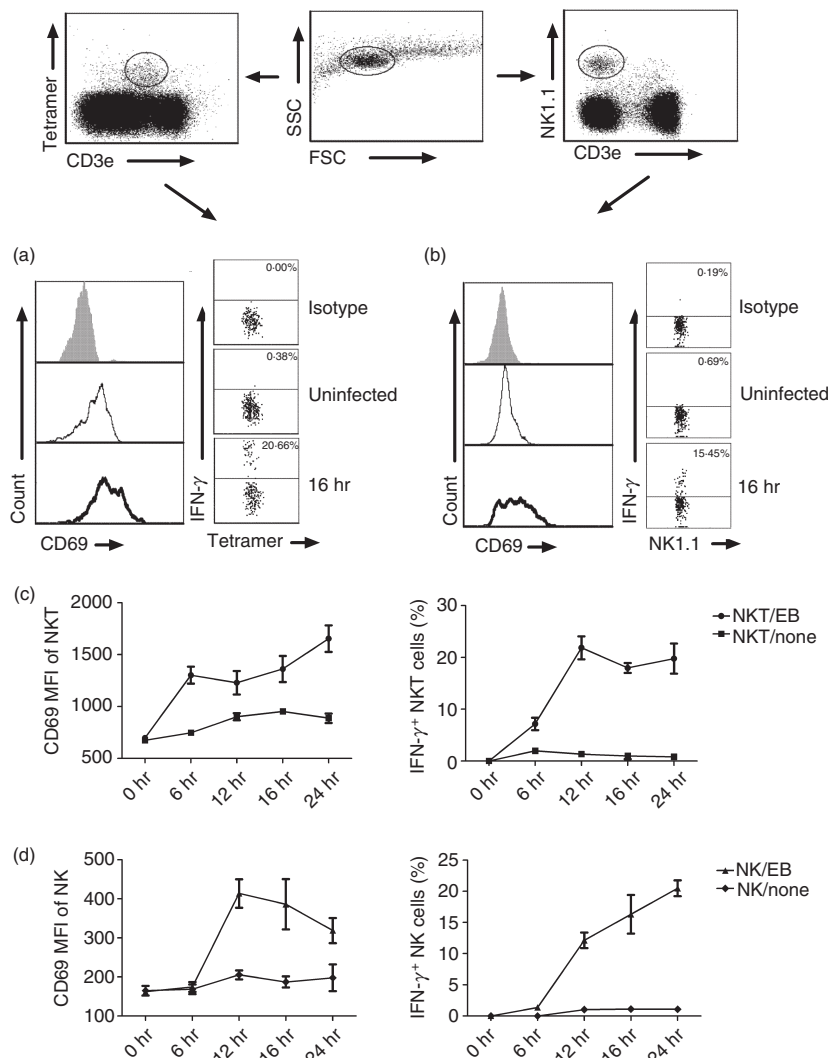 Tetramer
CD3e
SSC
FSC
NK1.1
CD3e
(a)
Count
CD69
IFN-γ
0·00%
0·38%
20·66%
Tetramer
Isotype
Uninfected
16 hr
(b)
Count
CD69
IFN-γ
0·19%
0·69%
15·45%
NK1.1
Isotype
Uninfected
16 hr
(c)
CD69 MFI of NKT
2000
1500
1000
500
0 hr
6 hr
12 hr
16 hr
24 hr
IFN-γ⁺ NKT cells (%)
30
20
10
0
0 hr
6 hr
12 hr
16 hr
24 hr
NKT/EB
NKT/none
(d)
CD69 MFI of NK
500
400
300
200
100
0 hr
6 hr
12 hr
16 hr
24 hr
IFN-γ⁺ NK cells (%)
25
20
15
10
5
0
0 hr
6 hr
12 hr
16 hr
24 hr
NK/EB
NK/none